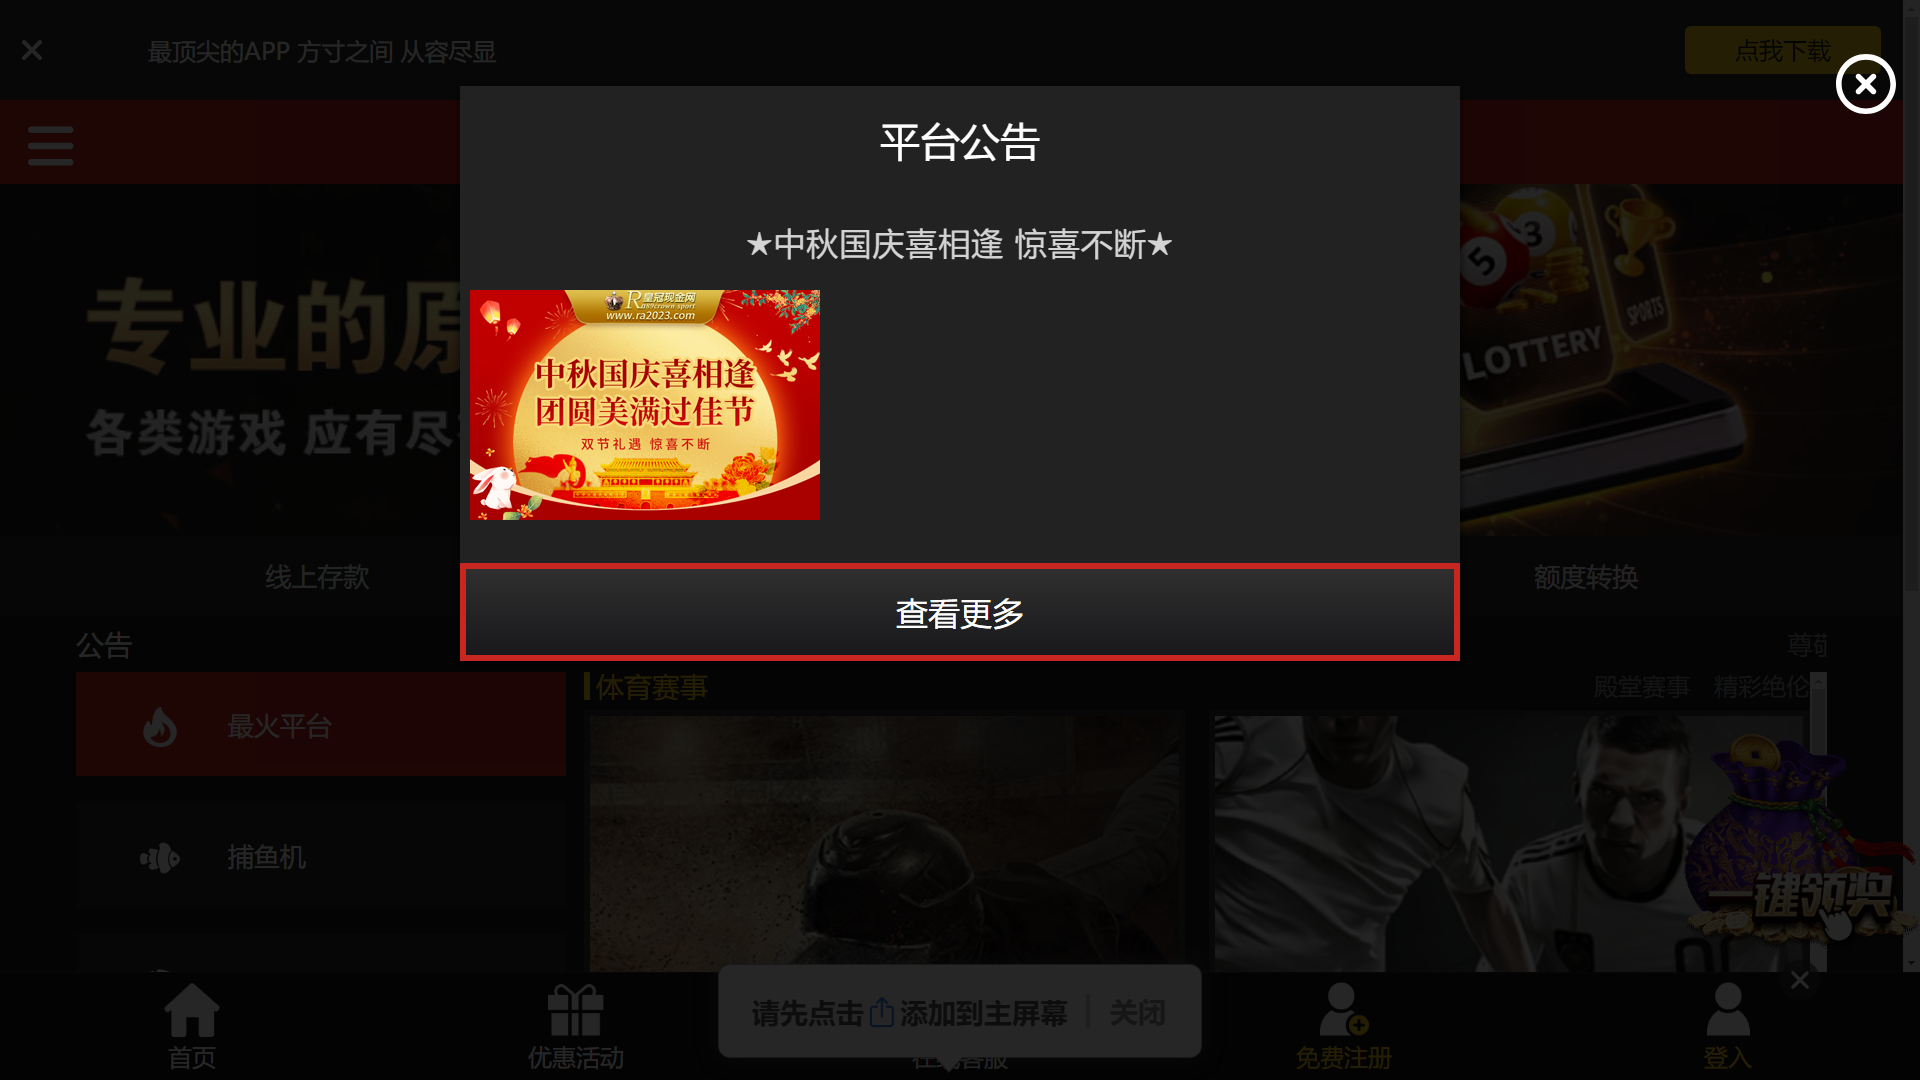 最顶尖的APP 方寸之间 从容尽显
点我下载
平台公告
★中秋国庆喜相逢 惊喜不断★
皇冠现金网
www.ra2023.com
中秋国庆喜相逢
团圆美满过佳节
双节礼遇 惊喜不断
查看更多
专业的原
各类游戏 应有尽
5
3
LOTTERY
SPORTS
线上存款
额度转换
公告
尊
最火平台
体育赛事
殿堂赛事 精彩绝伦
捕鱼机
一键领奖
请先点击 添加到主屏幕 | 关闭
首页
优惠活动
免费注册
登入